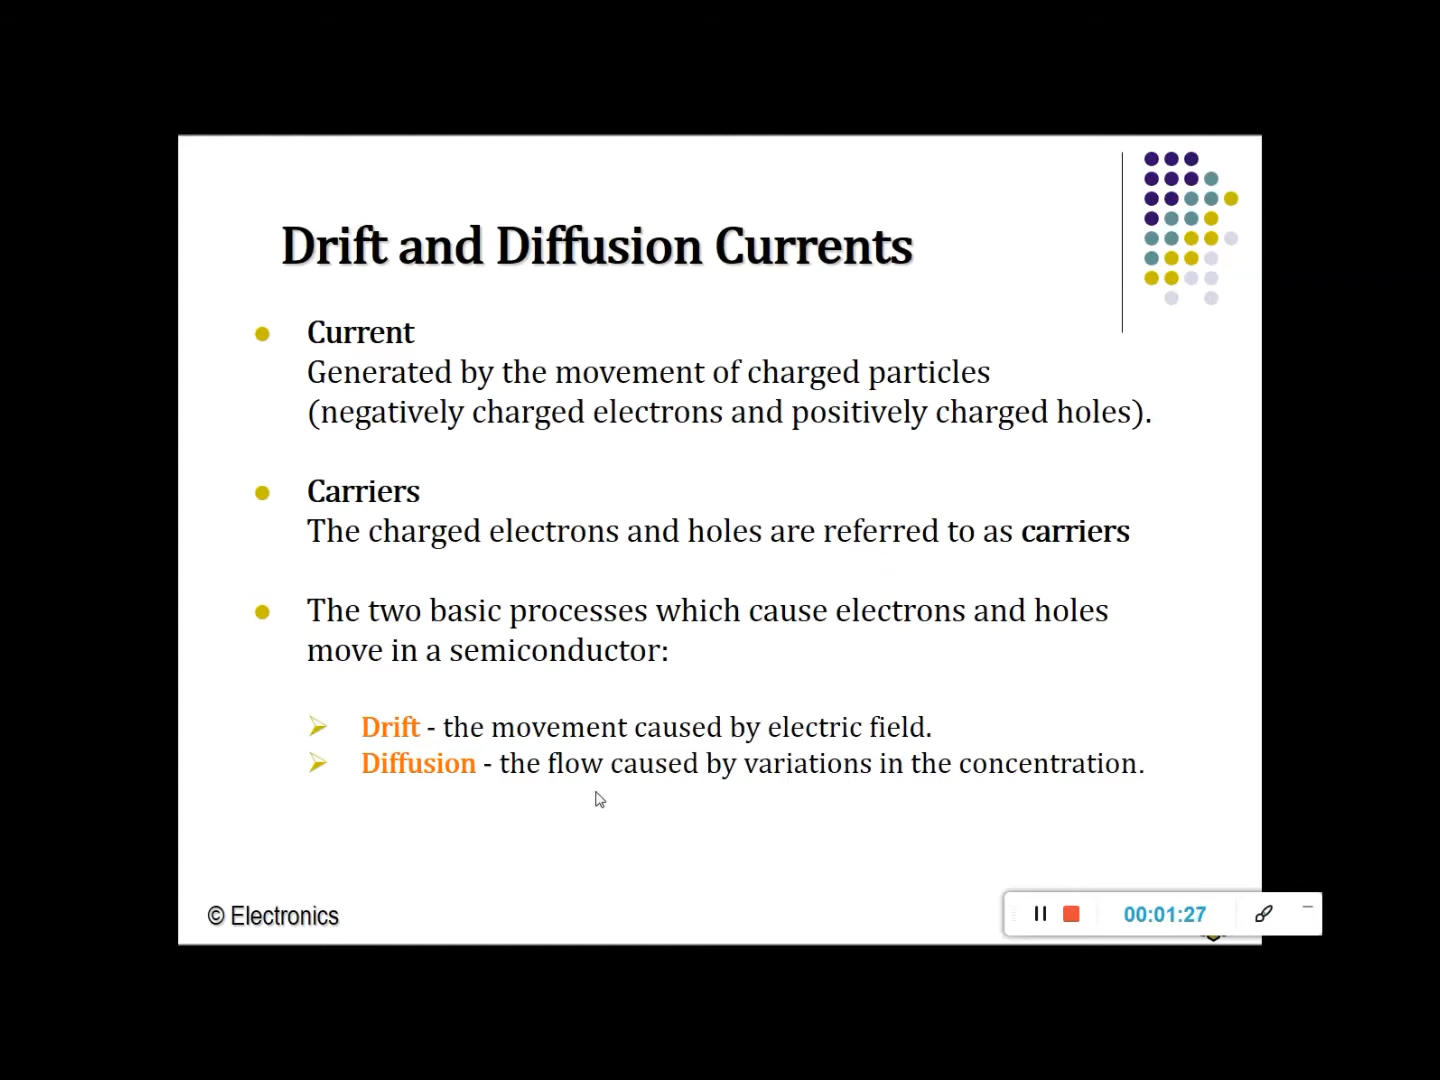 Drift and Diffusion Currents
Current
Generated by the movement of charged particles
(negatively charged electrons and positively charged holes).
Carriers
The charged electrons and holes are referred to as carriers
The two basic processes which cause electrons and holes
move in a semiconductor:
Drift - the movement caused by electric field.
Diffusion - the flow caused by variations in the concentration.
© Electronics
00:01:27